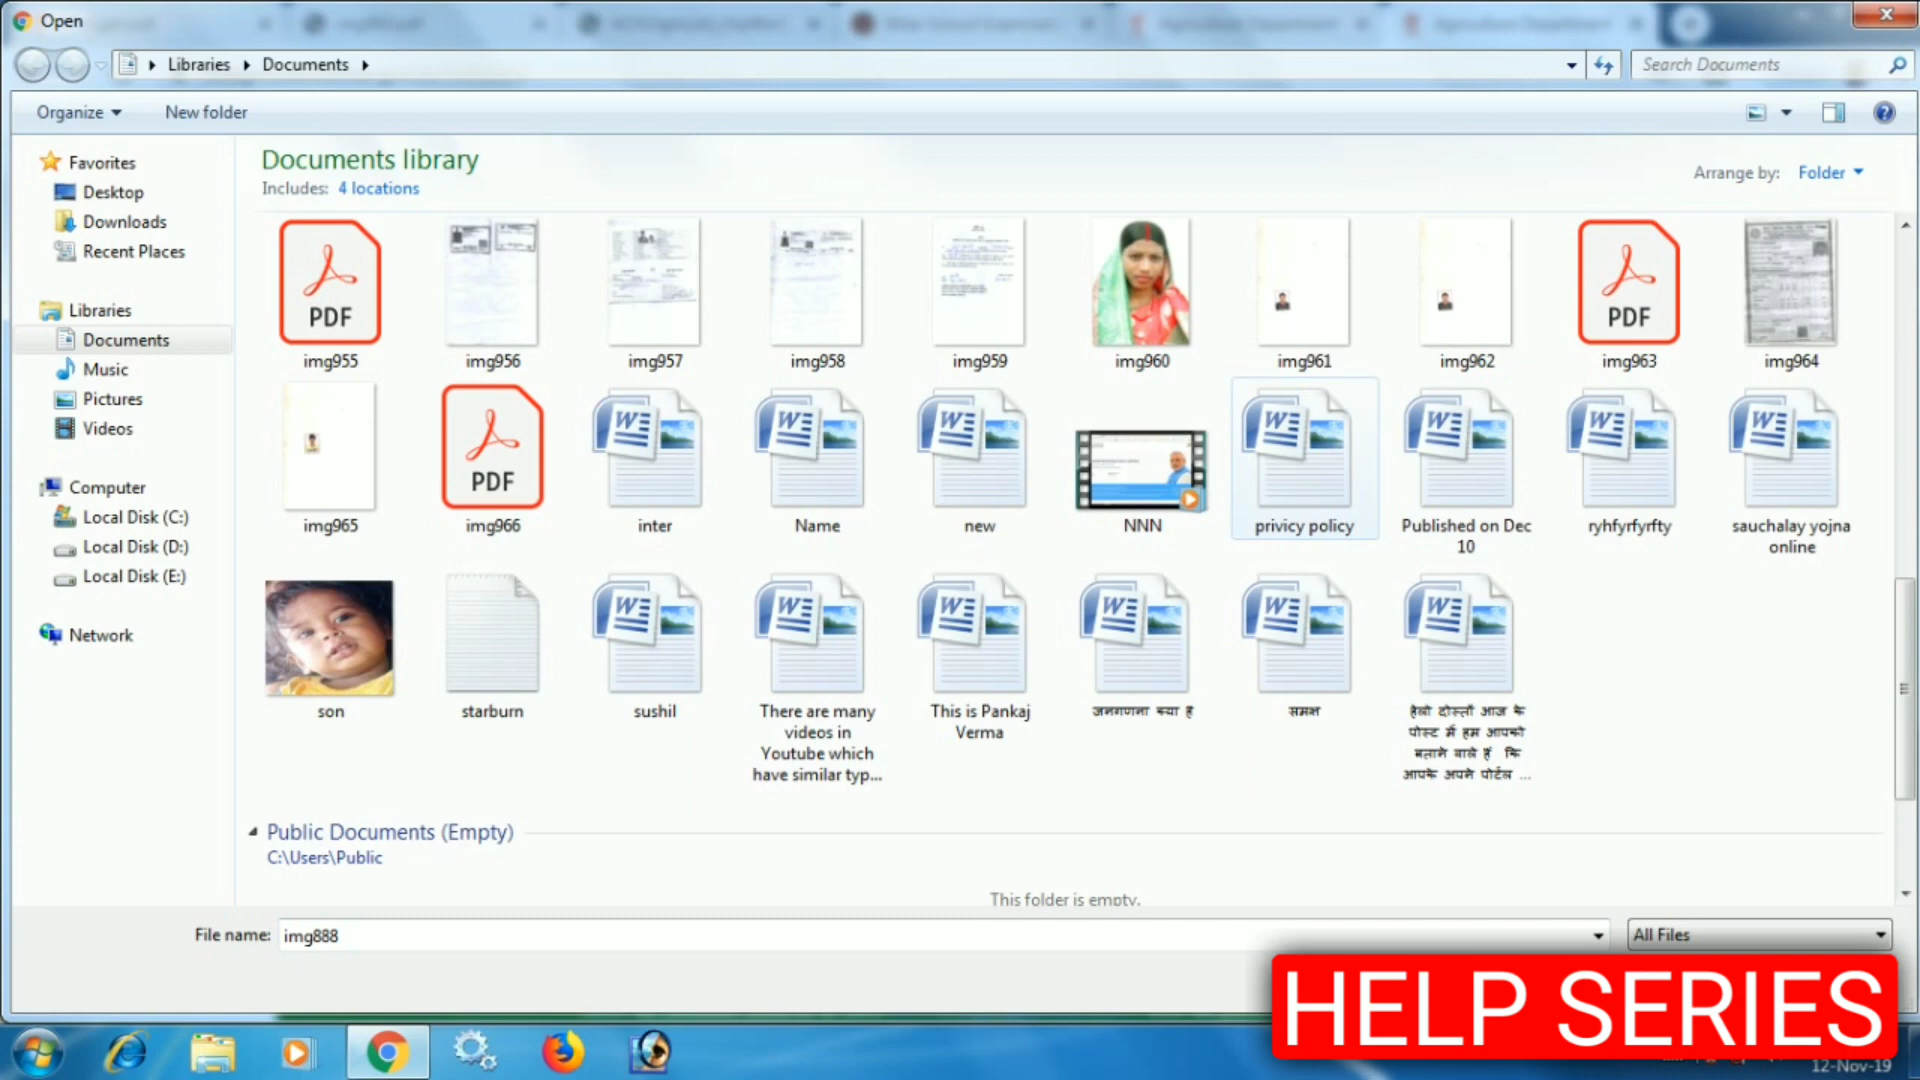 Open
Libraries
Documents
Search Documents
Organize
New folder
Favorites
Desktop
Downloads
Recent Places
Libraries
Documents
Music
Pictures
Videos
Computer
Local Disk (C:)
Local Disk (D:)
Local Disk (E:)
Network
Documents library
Includes: 4 locations
Arrange by: Folder
PDF
PDF
img955
img956
img957
img958
img959
img960
img961
img962
img963
img964
PDF
img965
img966
inter
Name
new
NNN
privicy policy
Published on Dec
10
ryhfyrfyrfty
sauchalay yojna
online
son
starburn
sushil
There are many
videos in
Youtube which
have similar typ...
This is Pankaj
Verma
जनगणना क्या है
समक्ष
हेलो दोस्तों आज के
पोस्ट में हम आपको
बताने वाले हैं कि
आपके अपने पोर्टल ...
Public Documents (Empty)
C:\Users\Public
This folder is empty.
File name: img888
All Files
HELP SERIES
12-Nov-19